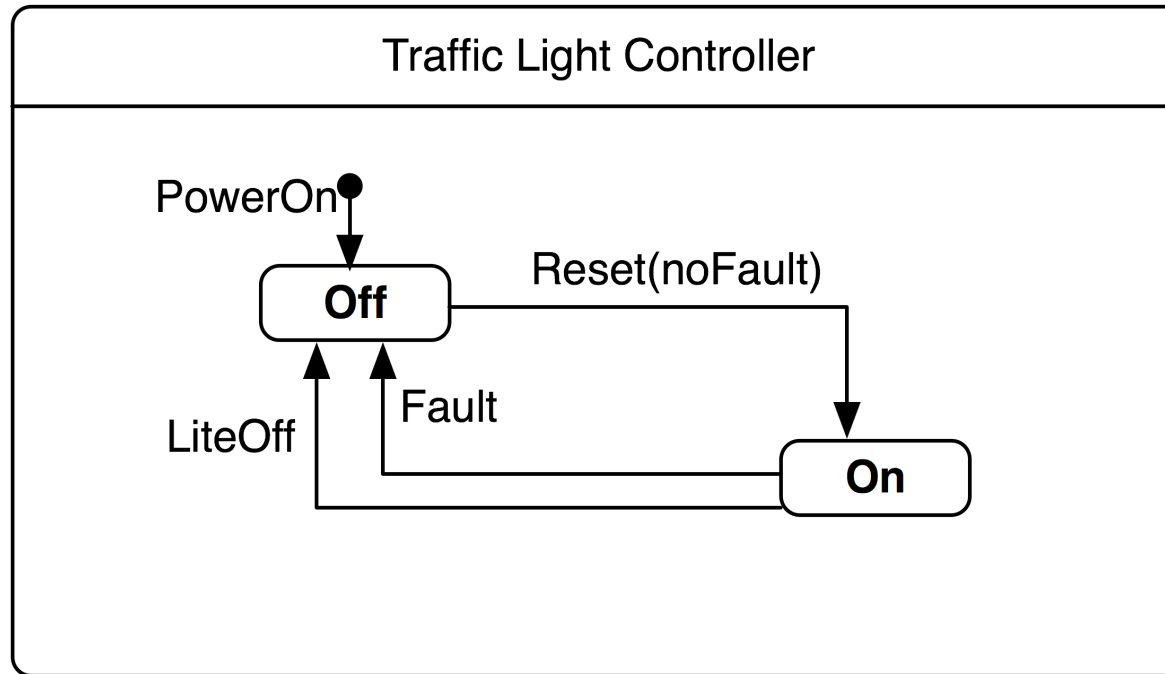 Traffic Light Controller
PowerOn
Reset(noFault)
Off
Fault
LiteOff
On